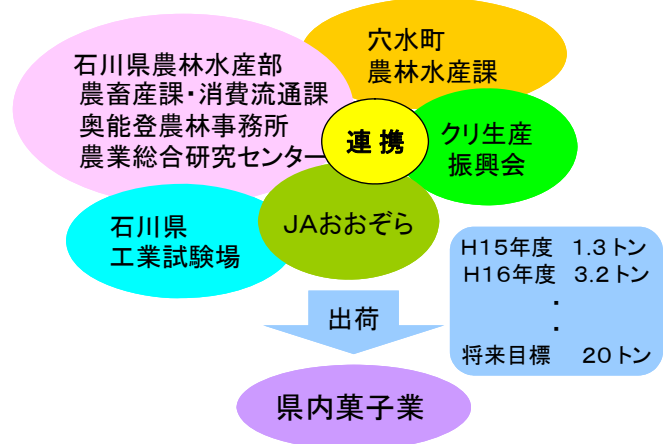 石川県農林水産部
農畜産課・消費流通課
奥能登農林事務所
農業総合研究センター
穴水町
農林水産課
連携
クリ生産
振興会
石川県
工業試験場
JAおおぞら
H15年度 1.3トン
H16年度 3.2トン
・
・
将来目標 20トン
出荷
県内菓子業